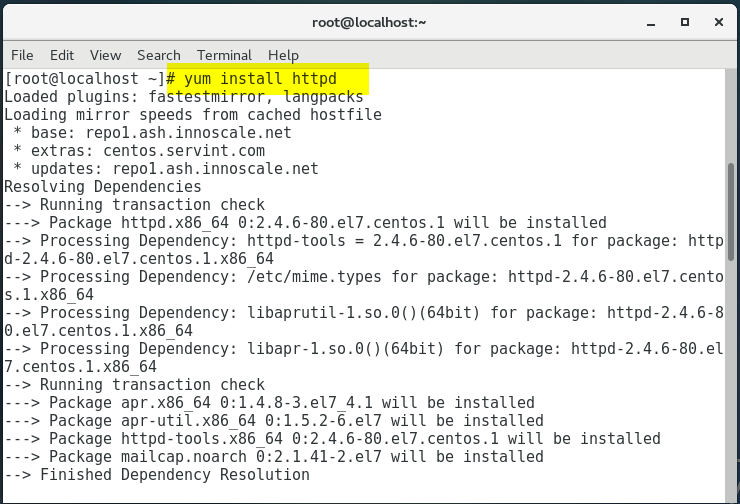 root@localhost:~
File Edit View Search Terminal Help
[root@localhost ~]# yum install httpd
Loaded plugins: fastestmirror, langpacks
Loading mirror speeds from cached hostfile
 * base: repo1.ash.innoscale.net
 * extras: centos.servint.com
 * updates: repo1.ash.innoscale.net
Resolving Dependencies
--> Running transaction check
---> Package httpd.x86_64 0:2.4.6-80.el7.centos.1 will be installed
--> Processing Dependency: httpd-tools = 2.4.6-80.el7.centos.1 for package: http
d-2.4.6-80.el7.centos.1.x86_64
--> Processing Dependency: /etc/mime.types for package: httpd-2.4.6-80.el7.cento
s.1.x86_64
--> Processing Dependency: libaprutil-1.so.0()(64bit) for package: httpd-2.4.6-8
0.el7.centos.1.x86_64
--> Processing Dependency: libapr-1.so.0()(64bit) for package: httpd-2.4.6-80.el
7.centos.1.x86_64
--> Running transaction check
---> Package apr.x86_64 0:1.4.8-3.el7_4.1 will be installed
---> Package apr-util.x86_64 0:1.5.2-6.el7 will be installed
---> Package httpd-tools.x86_64 0:2.4.6-80.el7.centos.1 will be installed
---> Package mailcap.noarch 0:2.1.41-2.el7 will be installed
--> Finished Dependency Resolution